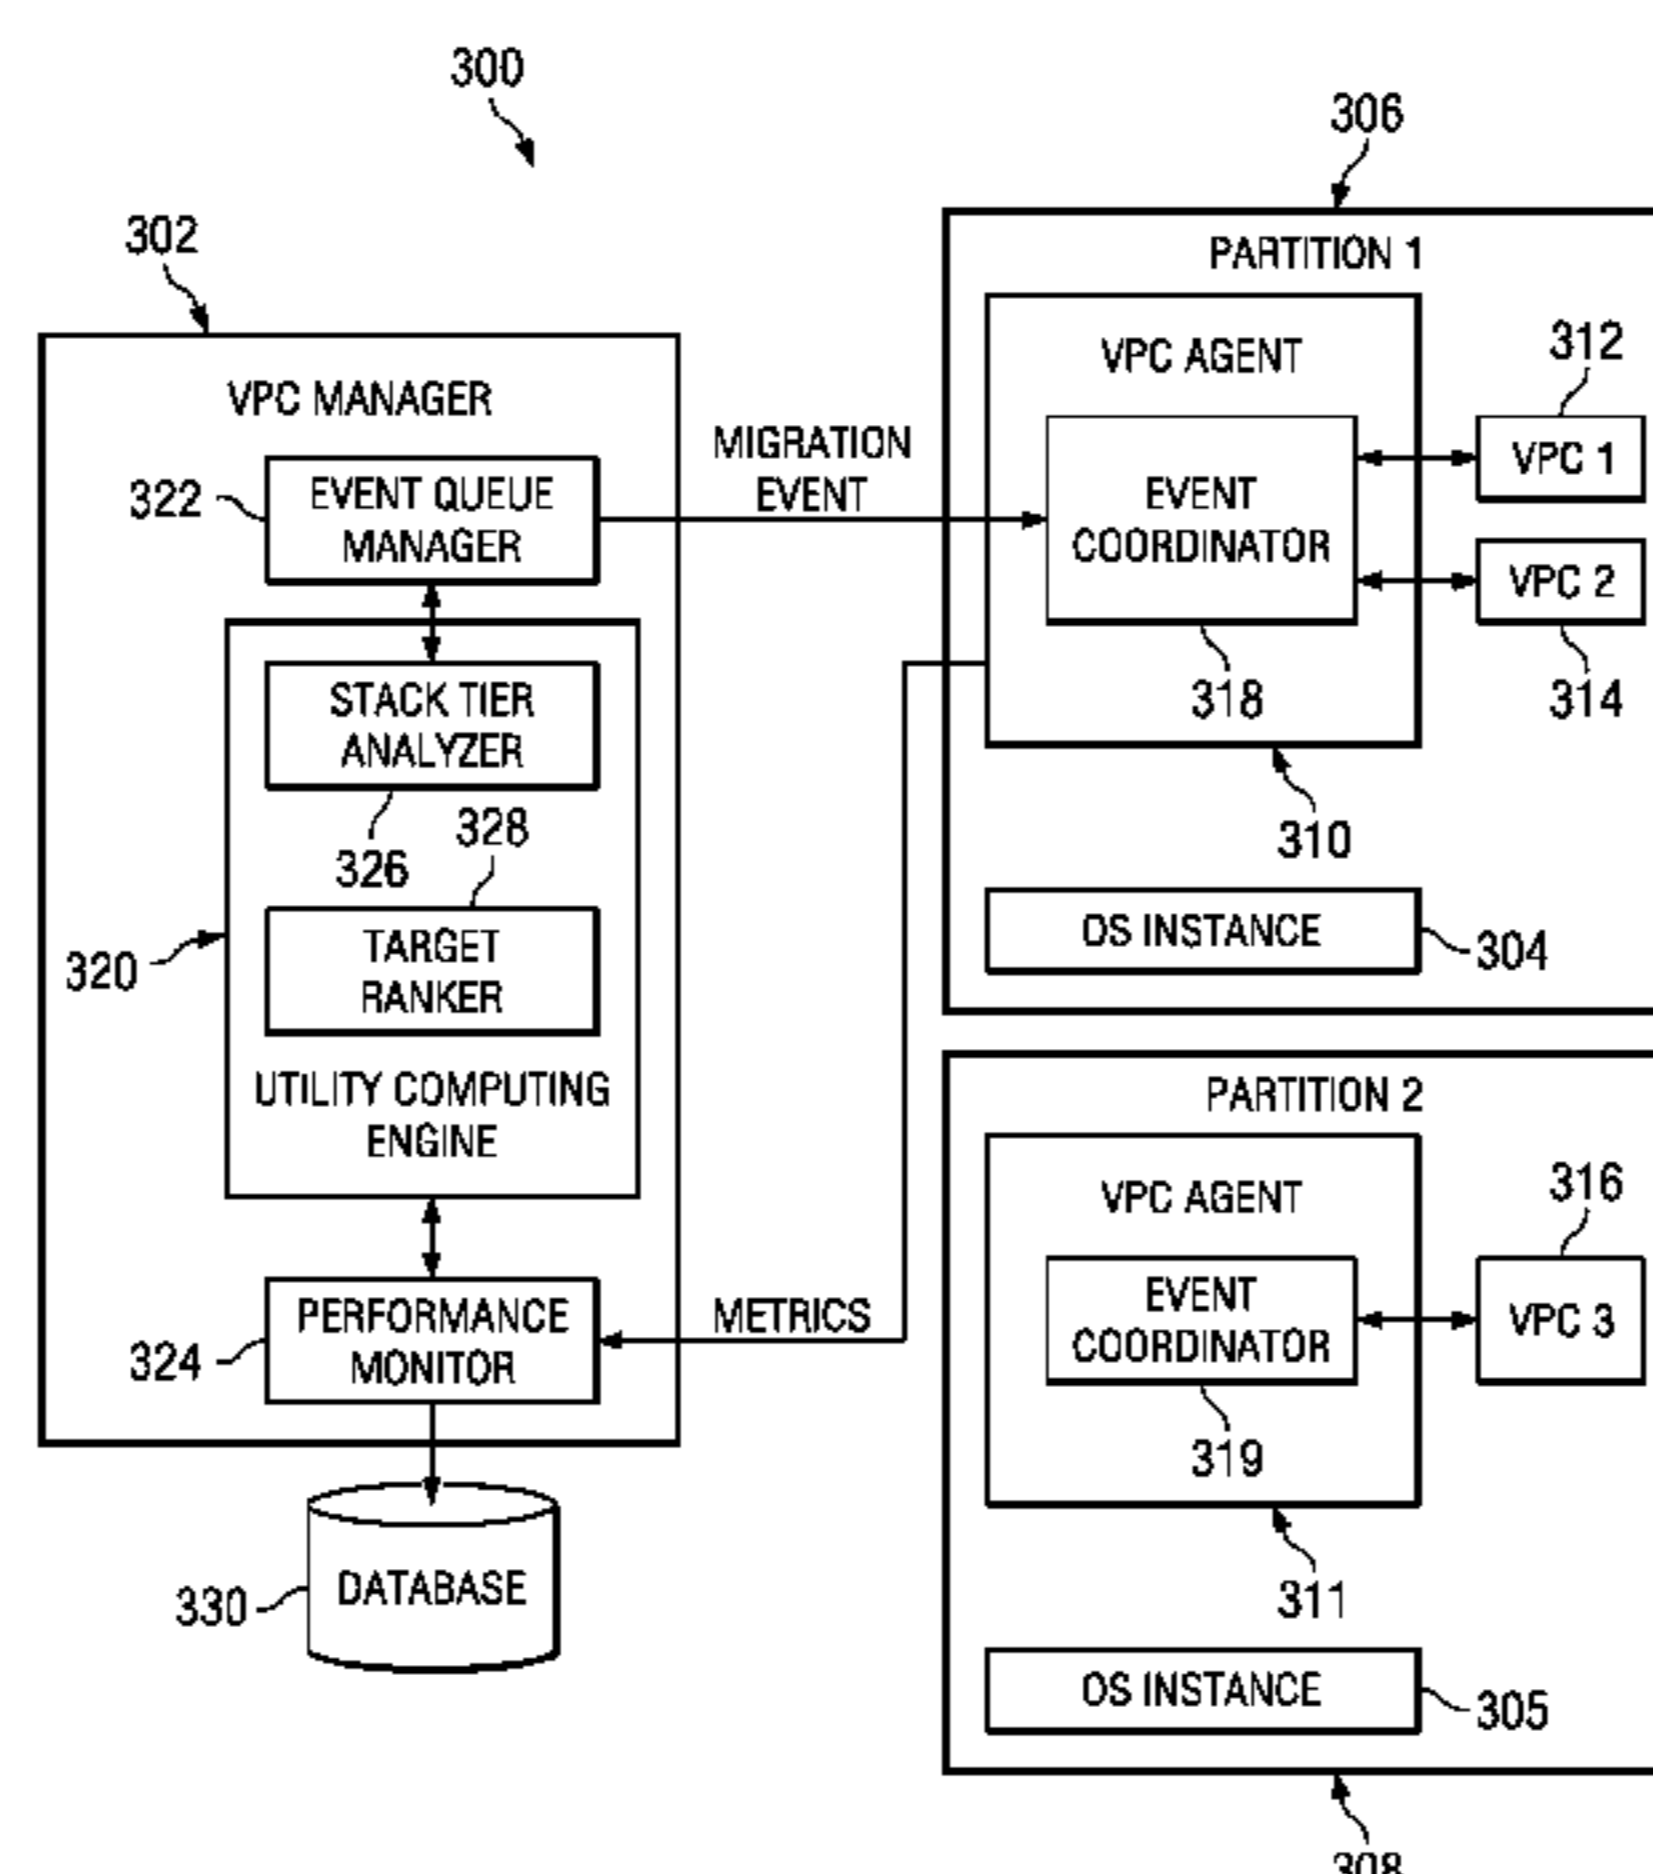 300
306
302
PARTITION 1
VPC AGENT
312
VPC MANAGER
MIGRATION
EVENT
VPC 1
322
EVENT QUEUE
MANAGER
EVENT
COORDINATOR
VPC 2
STACK TIER
ANALYZER
318
314
328
326
310
TARGET
RANKER
OS INSTANCE
304
320
UTILITY COMPUTING
ENGINE
PARTITION 2
VPC AGENT
316
PERFORMANCE
MONITOR
METRICS
EVENT
COORDINATOR
VPC 3
324
319
DATABASE
330
311
OS INSTANCE
305
308